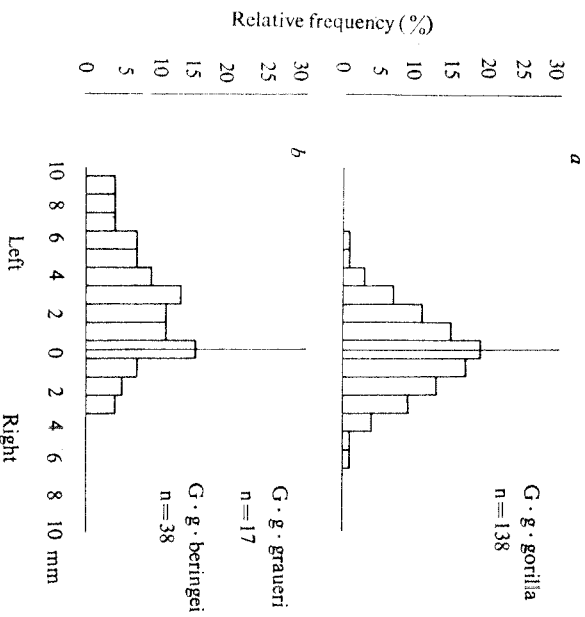 Relative frequency (%)
a
30
25
20
15
10
5
0
G·g·gorilla
n=138
b
30
25
20
15
10
5
0
G·g·graueri
n=17
G·g·beringei
n=38
10 8 6 4 2 0 2 4 6 8 10 mm
Left Right